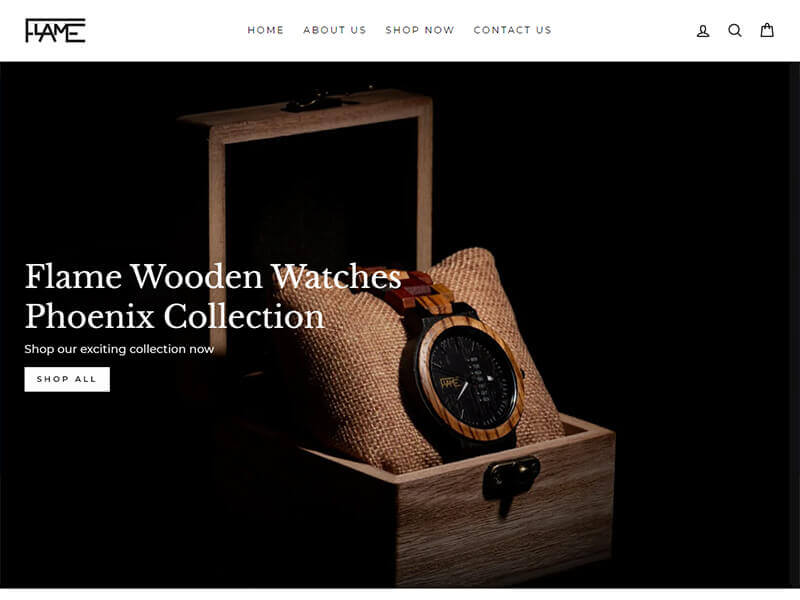 FLAME
HOME ABOUT US SHOP NOW CONTACT US
Flame Wooden Watches
Phoenix Collection
Shop our exciting collection now
SHOP ALL
FLAME